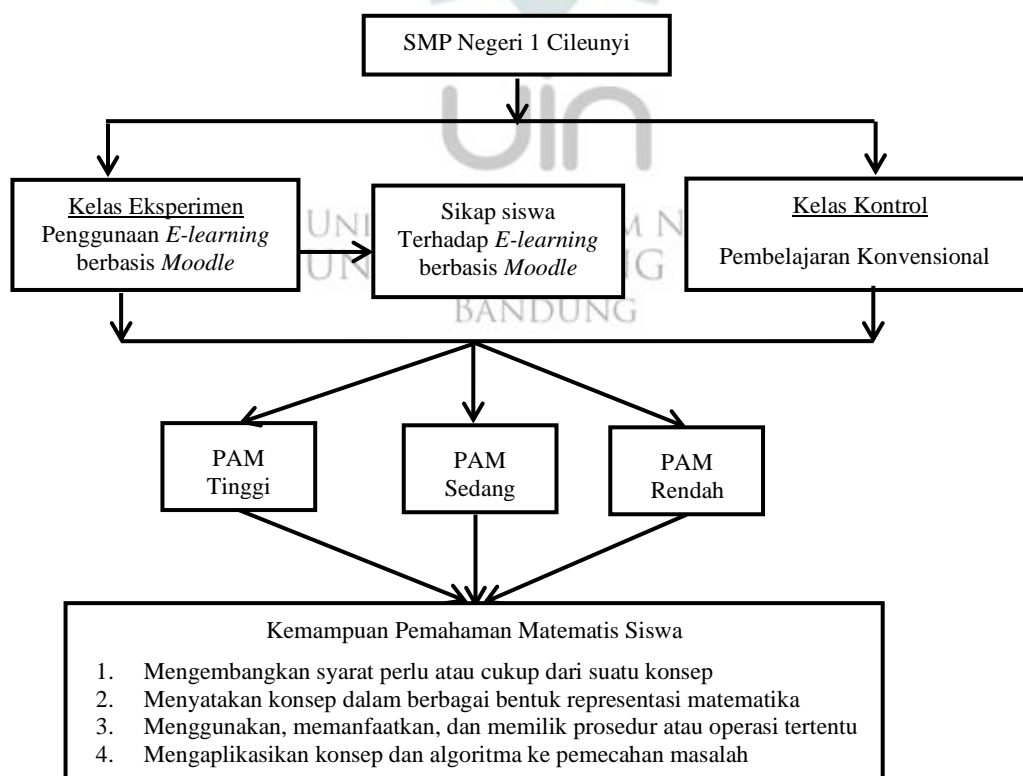 SMP Negeri 1 Cileunyi
uin
Kelas Eksperimen
Penggunaan E-learning
berbasis Moodle
Sikap siswa
Terhadap E-learning
berbasis Moodle
Kelas Kontrol
Pembelajaran Konvensional
BANDUNG
PAM
Tinggi
PAM
Sedang
PAM
Rendah
Kemampuan Pemahaman Matematis Siswa
1. Mengembangkan syarat perlu atau cukup dari suatu konsep
2. Menyatakan konsep dalam berbagai bentuk representasi matematika
3. Menggunakan, memanfaatkan, dan memilik prosedur atau operasi tertentu
4. Mengaplikasikan konsep dan algoritma ke pemecahan masalah